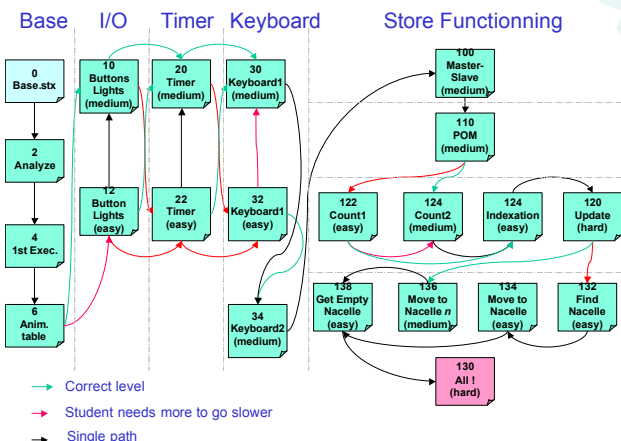 Base
I/O
Timer
Keyboard
Store Functionning
0
Base.stx
2
Analyze
4
1st Exec.
6
Anim.
table
10
Buttons
Lights
(medium)
12
Button
Lights
(easy)
20
Timer
(medium)
22
Timer
(easy)
30
Keyboard1
(medium)
32
Keyboard1
(easy)
34
Keyboard2
(medium)
100
Master-
Slave
(medium)
110
POM
(medium)
122
Count1
(easy)
124
Count2
(medium)
124
Indexation
(easy)
120
Update
(hard)
138
Get Empty
Nacelle
(easy)
136
Move to
Nacelle n
(medium)
134
Move to
Nacelle
(easy)
132
Find
Nacelle
(easy)
130
All !
(hard)
Correct level
Student needs more to go slower
Single path